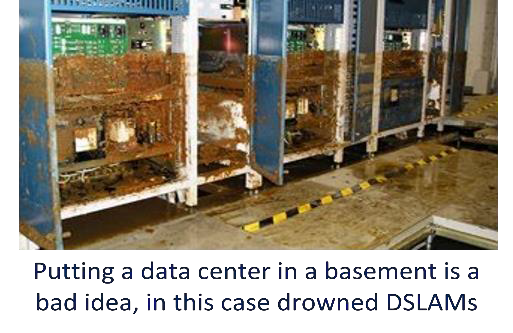 Putting a data center in a basement is a
bad idea, in this case drowned DSLAMs